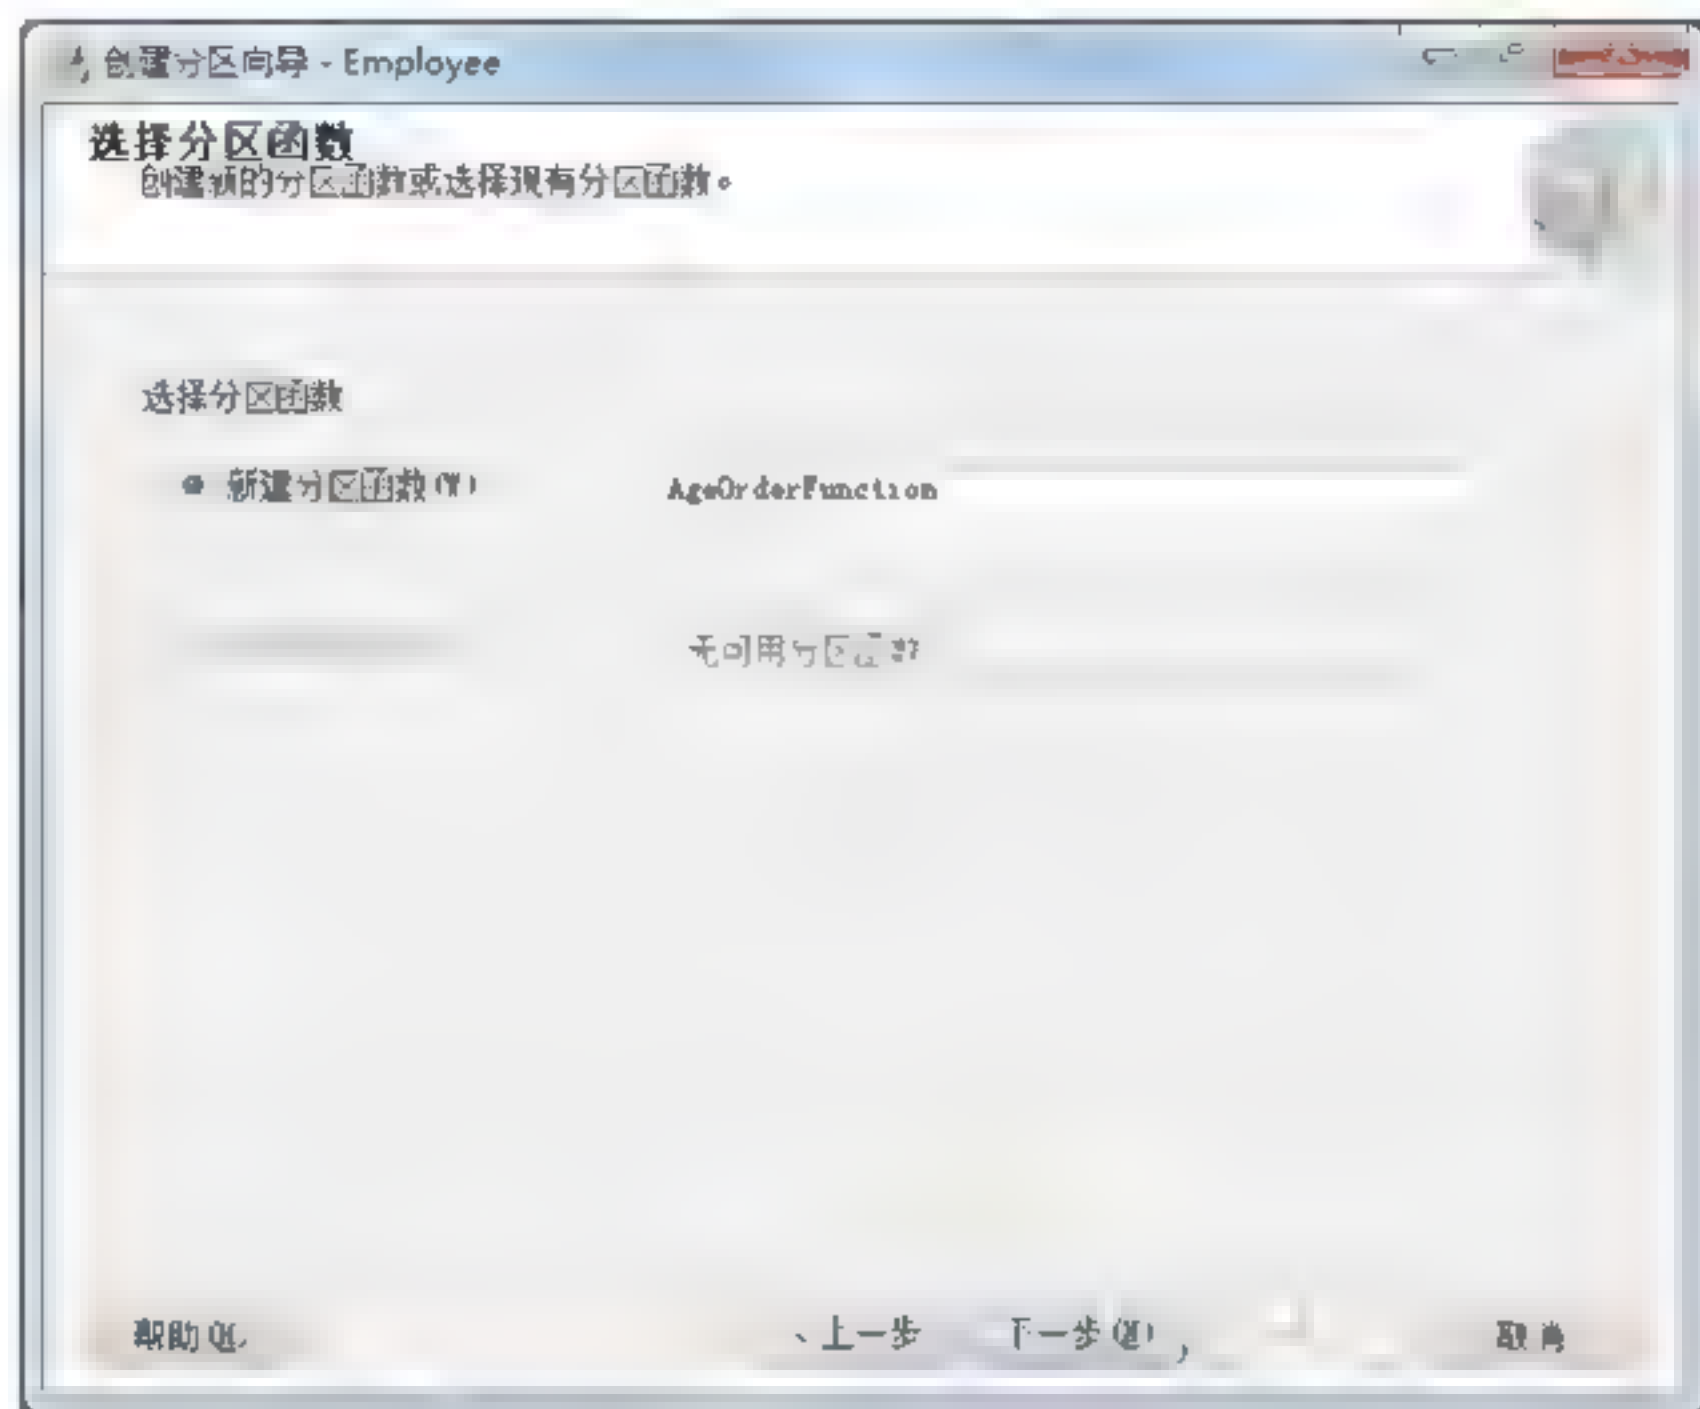 创建分区向导 - Employee
选择分区函数
创建新的分区函数或选择现有分区函数。
选择分区函数
新建分区函数(W) AgeOrderFunction
无可用分区函数
帮助(H) 上一步 下一步(N) 取消